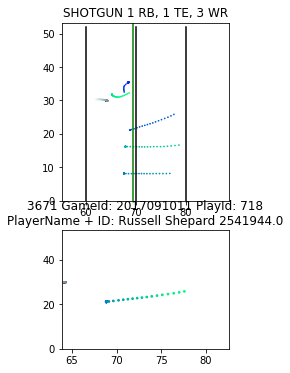 SHOTGUN 1 RB, 1 TE, 3 WR
50
40
30
20
10
0
60 70 80
3671 GameId: 2017091011 PlayId: 718
PlayerName + ID: Russell Shepard 2541944.0
40
20
0
65 70 75 80